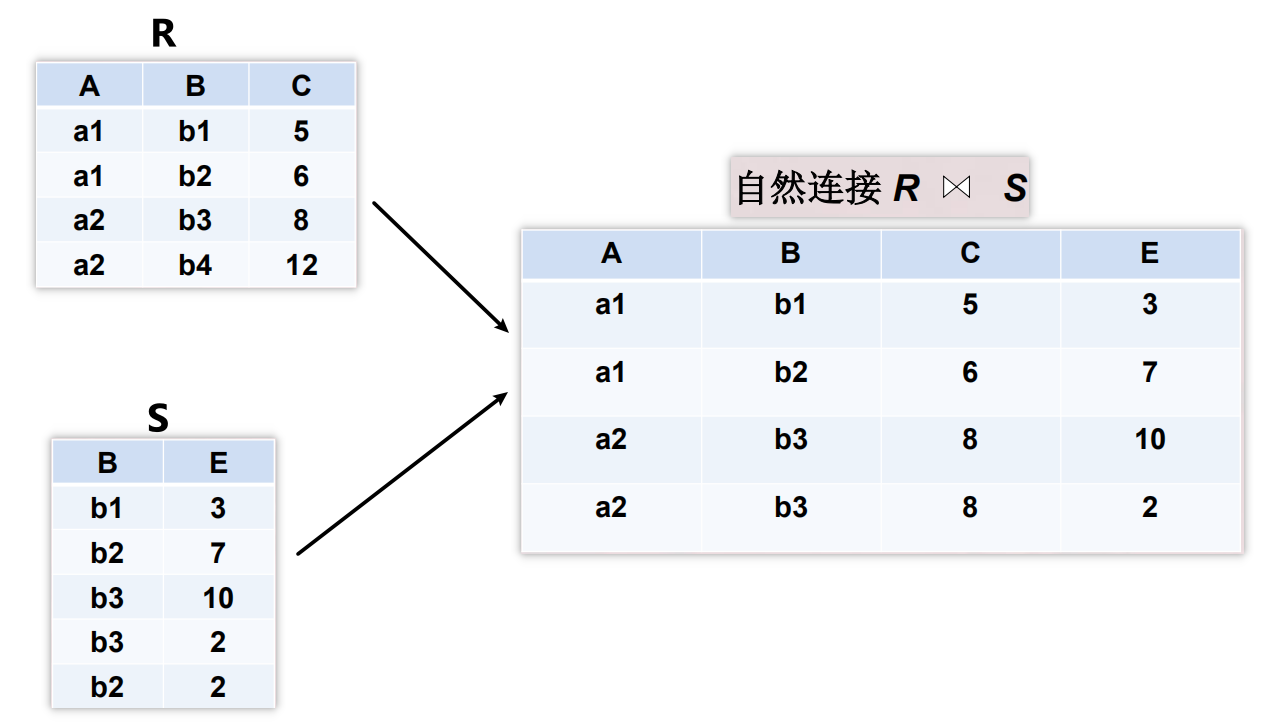 R
A B C
a1 b1 5
a1 b2 6
a2 b3 8
a2 b4 12
S
B E
b1 3
b2 7
b3 10
b3 2
b2 2
自然连接 R ⋈ S
A B C E
a1 b1 5 3
a1 b2 6 7
a2 b3 8 10
a2 b3 8 2